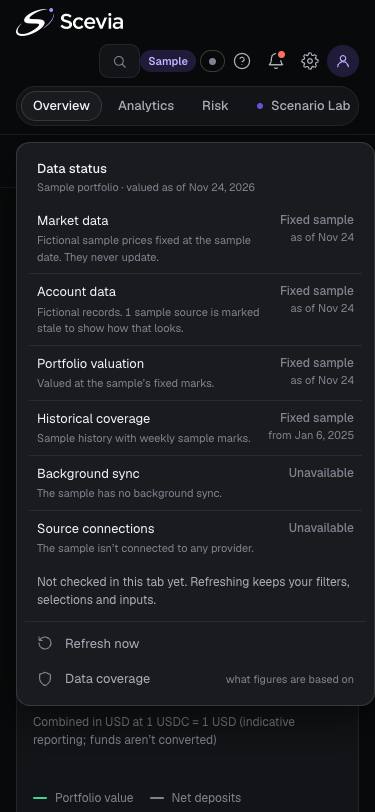 Scevia
Sample
Overview
Analytics
Risk
Scenario Lab
Data status
Sample portfolio · valued as of Nov 24, 2026
Market data
Fixed sample
Fictional sample prices fixed at the sample
as of Nov 24
date. They never update.
Account data
Fixed sample
Fictional records. 1 sample source is marked
as of Nov 24
stale to show how that looks.
Portfolio valuation
Fixed sample
Valued at the sample's fixed marks.
as of Nov 24
Historical coverage
Fixed sample
Sample history with weekly sample marks.
from Jan 6, 2025
Background sync
Unavailable
The sample has no background sync.
Source connections
Unavailable
The sample isn't connected to any provider.
Not checked in this tab yet. Refreshing keeps your filters,
selections and inputs.
Refresh now
Data coverage
what figures are based on
Combined in USD at 1 USDC = 1 USD (indicative
reporting; funds aren't converted)
Portfolio value
Net deposits